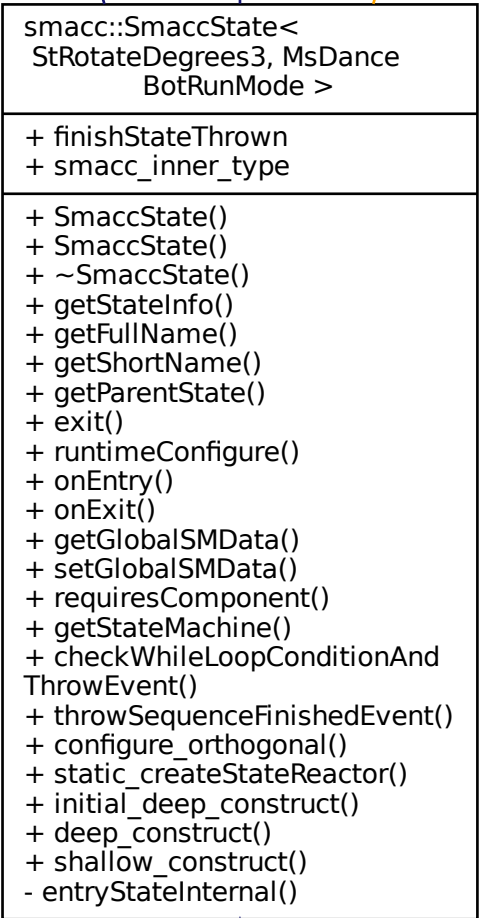 smacc::SmaccState<
StRotateDegrees3, MsDance
BotRunMode >
+ finishStateThrown
+ smacc_inner_type
+ SmaccState()
+ SmaccState()
+ ~SmaccState()
+ getStateInfo()
+ getFullName()
+ getShortName()
+ getParentState()
+ exit()
+ runtimeConfigure()
+ onEntry()
+ onExit()
+ getGlobalSMData()
+ setGlobalSMData()
+ requiresComponent()
+ getStateMachine()
+ checkWhileLoopConditionAnd
ThrowEvent()
+ throwSequenceFinishedEvent()
+ configure_orthogonal()
+ static_createStateReactor()
+ initial_deep_construct()
+ deep_construct()
+ shallow_construct()
- entryStateInternal()